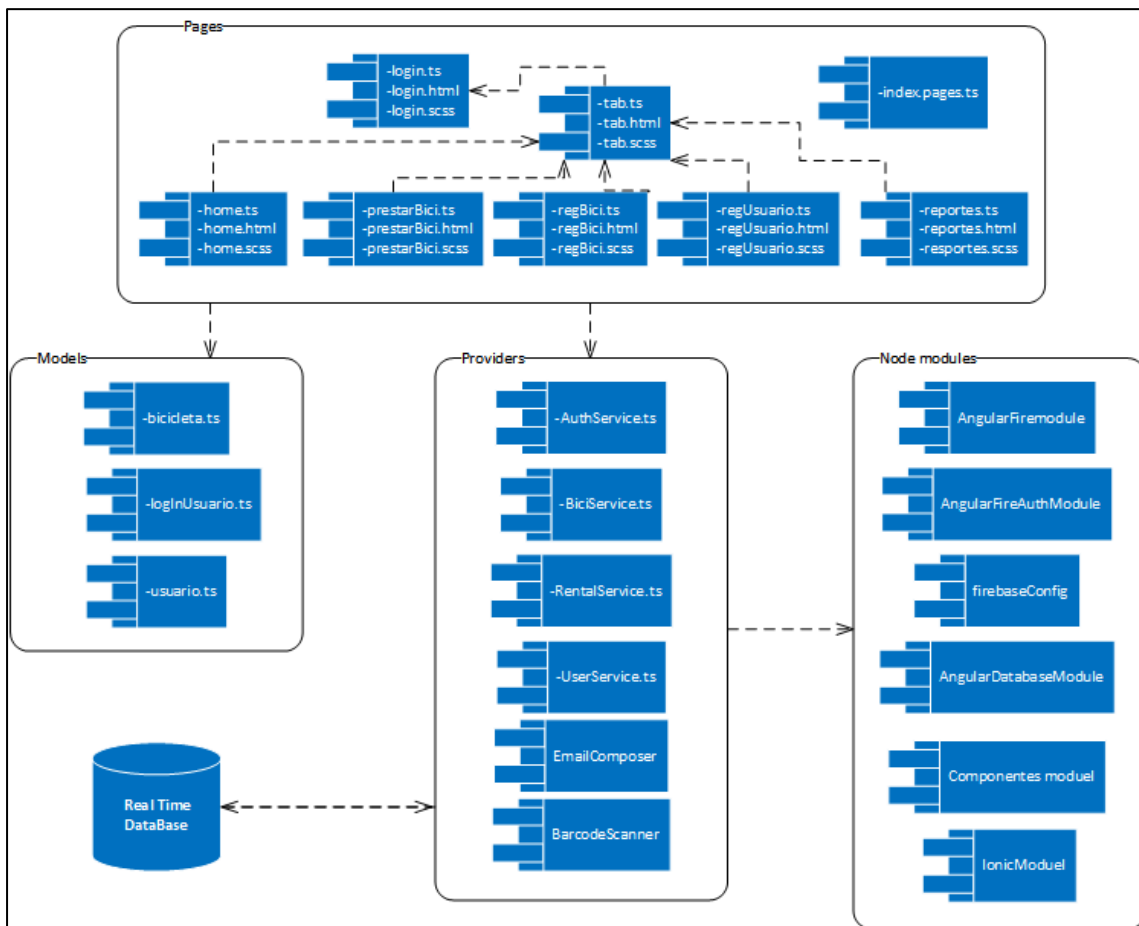 Pages
-login.ts
-login.html
-login.scss
-tab.ts
-tab.html
-tab.scss
-index.pages.ts
-home.ts
-home.html
-home.scss
-prestarBici.ts
-prestarBici.html
-prestarBici.scss
-regBici.ts
-regBici.html
-regBici.scss
-regUsuario.ts
-regUsuario.html
-regUsuario.scss
-reportes.ts
-reportes.html
-resportes.scss
Models
-bicicleta.ts
-logInUsuario.ts
-usuario.ts
Real Time
DataBase
Providers
-AuthService.ts
-BiciService.ts
-RentalService.ts
-UserService.ts
EmailComposer
BarcodeScanner
Node modules
AngularFiremodule
AngularFireAuthModule
firebaseConfig
AngularDatabaseModule
Componentes moduel
IonicModuel